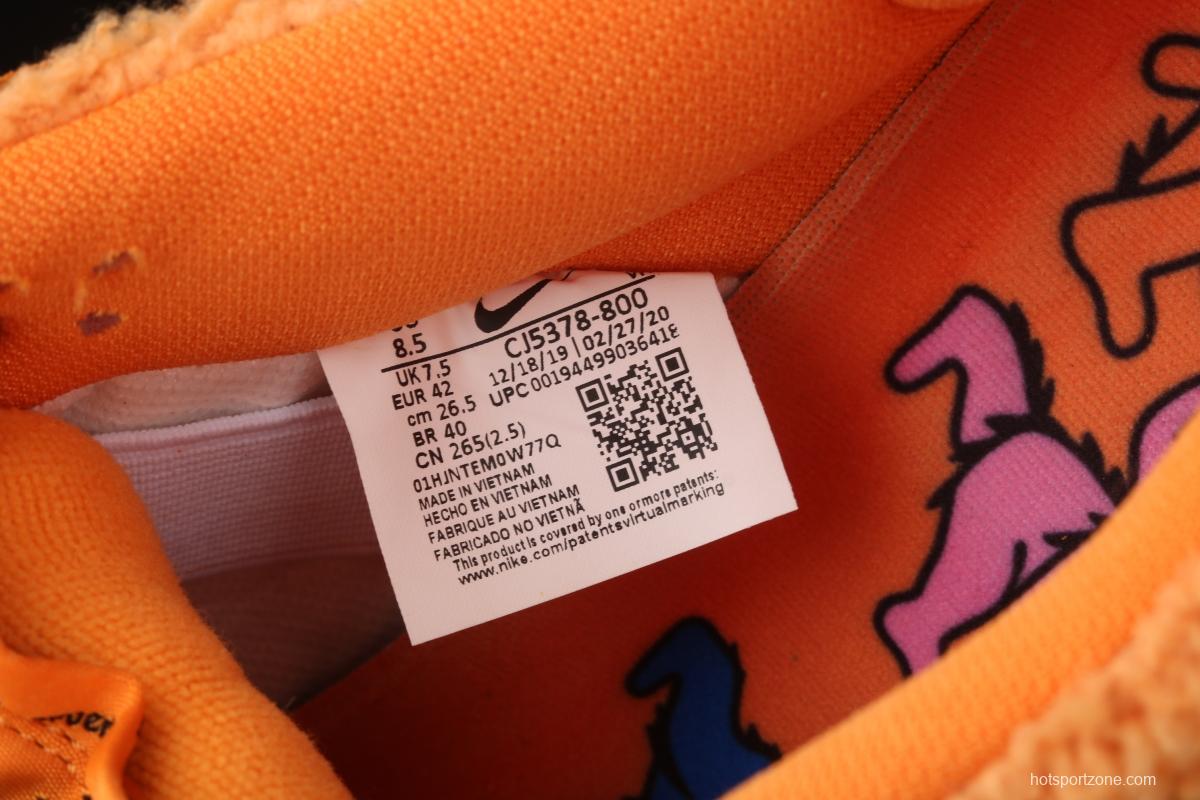 8.5
UK 7.5
EUR 42
cm 26.5
BR 40
CN 265(2.5)
CJ5378-800
12/18/19 | 02/27/20
UPC 00194499036418
01HJNTEM0W77Q
MADE IN VIETNAM
HECHO EN VIETNAM
FABRIQUE AU VIETNAM
FABRICADO NO VIETNÃ
This product is covered by one or more patents:
www.nike.com/patentsvirtualmarking
hotsportzone.com